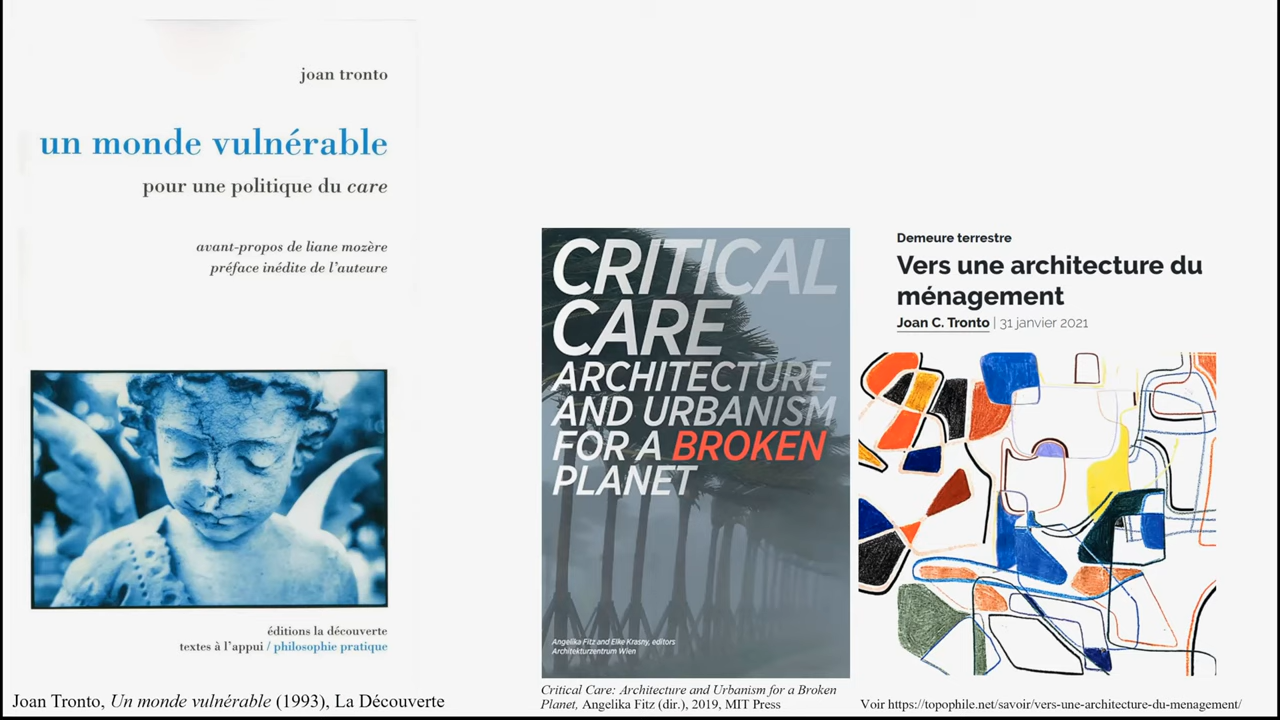 joan tronto
un monde vulnérable
pour une politique du care
avant-propos de liane mozère
préface inédite de l'auteure
éditions la découverte
textes à l'appui / philosophie pratique
Joan Tronto, Un monde vulnérable (1993), La Découverte
CRITICAL
CARE
ARCHITECTURE
AND URBANISM
FOR A BROKEN
PLANET
Angelika Fitz and Elke Krasny, editors
Architekturzentrum Wien
Critical Care: Architecture and Urbanism for a Broken
Planet, Angelika Fitz (dir.), 2019, MIT Press
Demeure terrestre
Vers une architecture du
ménagement
Joan C. Tronto | 31 janvier 2021
Voir https://topophile.net/savoir/vers-une-architecture-du-menagement/